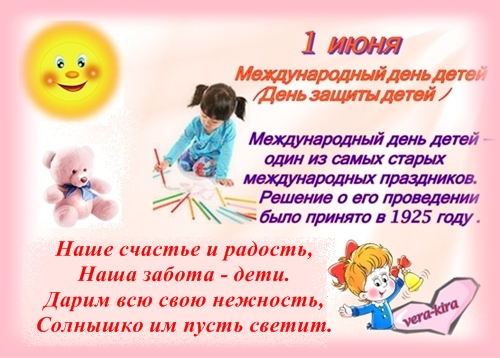 1 июня
Международный день детей
/День защиты детей /
Международный день детей –
один из самых старых
международных праздников.
Решение о его проведении
было принято в 1925 году .
Наше счастье и радость,
Наша забота - дети.
Дарим всю свою нежность,
Солнышко им пусть светит.
vera-kira